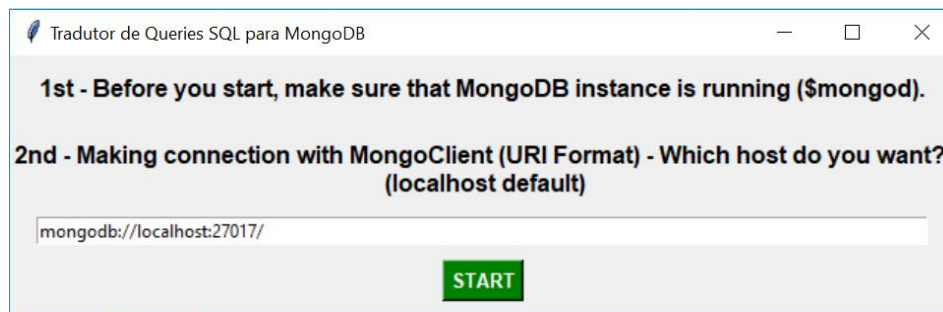 Tradutor de Queries SQL para MongoDB
1st - Before you start, make sure that MongoDB instance is running ($mongod).
2nd - Making connection with MongoClient (URI Format) - Which host do you want?
(localhost default)
mongodb://localhost:27017/
START